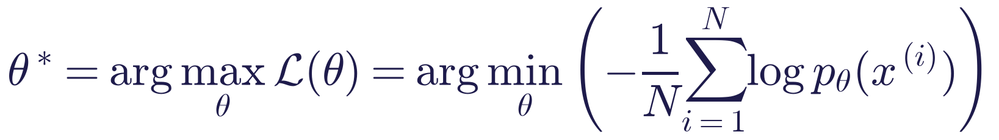 θ* = arg max_θ ℒ(θ) = arg min_θ ( − 1/N ∑_{i=1}^{N} log p_θ(x^{(i)}) )